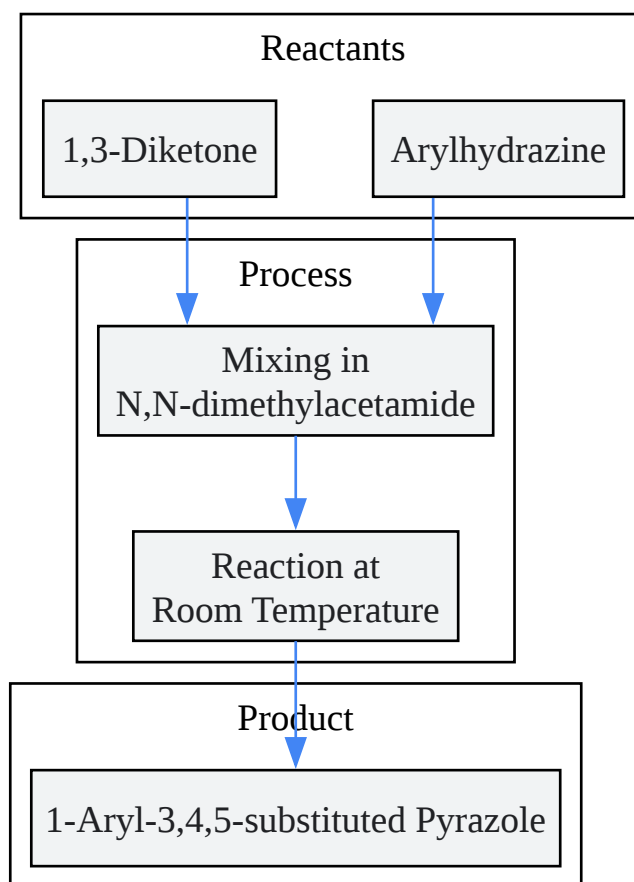 Reactants
1,3-Diketone
Arylhydrazine
Process
Mixing in
N,N-dimethylacetamide
Reaction at
Room Temperature
Product
1-Aryl-3,4,5-substituted Pyrazole